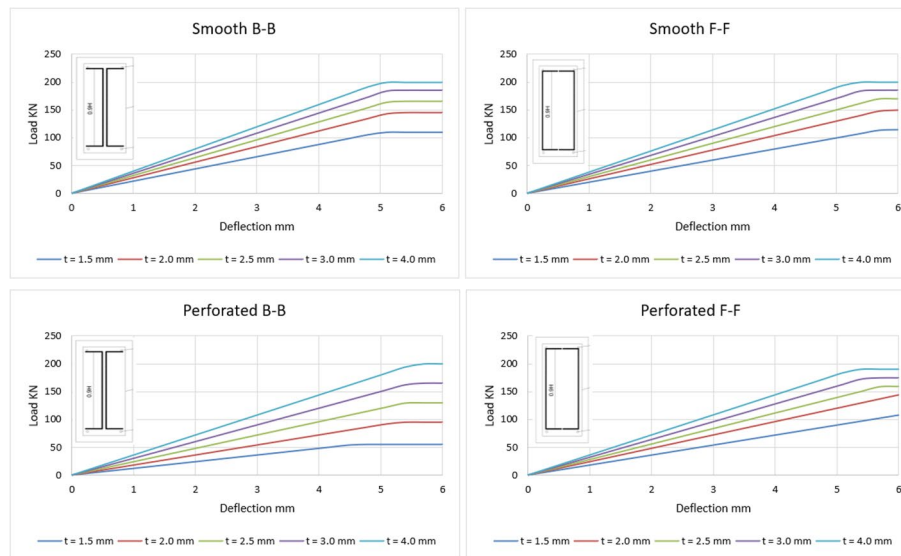 Smooth B-B
Load KN
250
200
150
100
50
0
0.9H
0 1 2 3 4 5 6
Deflection mm
t = 1.5 mm t = 2.0 mm t = 2.5 mm t = 3.0 mm t = 4.0 mm
Smooth F-F
Load KN
250
200
150
100
50
0
0.9H
0 1 2 3 4 5 6
Deflection mm
t = 1.5 mm t = 2.0 mm t = 2.5 mm t = 3.0 mm t = 4.0 mm
Perforated B-B
Load KN
250
200
150
100
50
0
0.9H
0 1 2 3 4 5 6
Deflection mm
t = 1.5 mm t = 2.0 mm t = 2.5 mm t = 3.0 mm t = 4.0 mm
Perforated F-F
Load KN
250
200
150
100
50
0
0.9H
0 1 2 3 4 5 6
Deflection mm
t = 1.5 mm t = 2.0 mm t = 2.5 mm t = 3.0 mm t = 4.0 mm